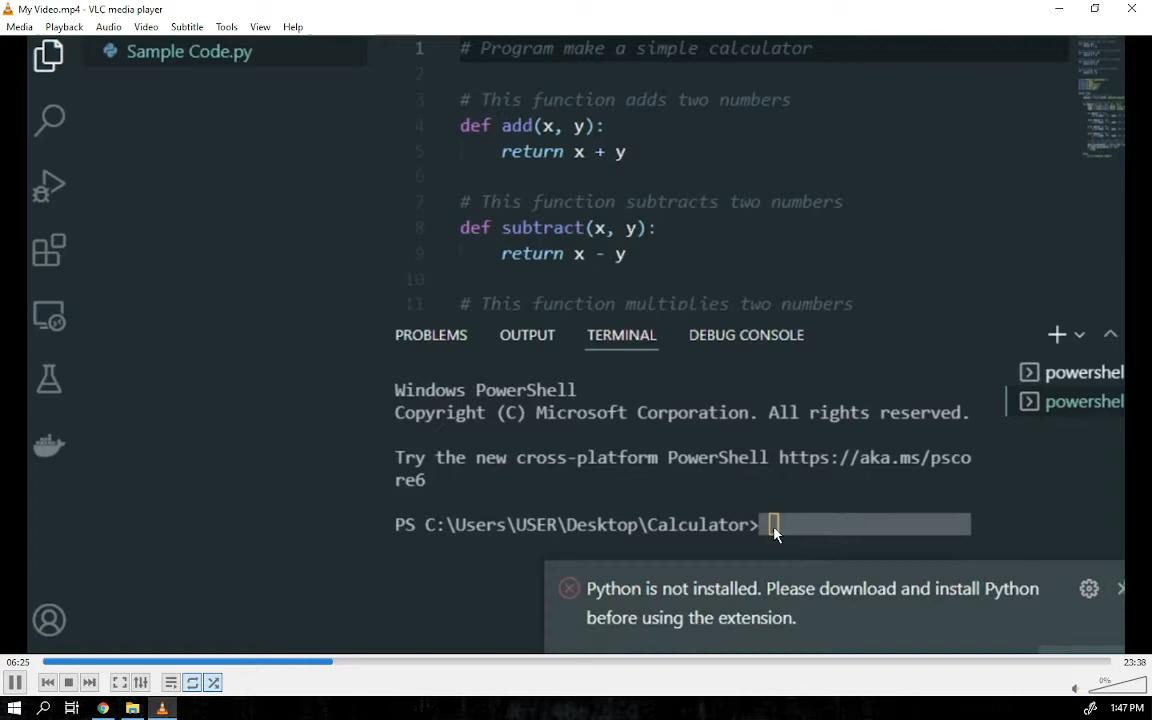 My Video.mp4 - VLC media player
Media Playback Audio Video Subtitle Tools View Help
Sample Code.py
1 # Program make a simple calculator
2
3 # This function adds two numbers
4 def add(x, y):
5 return x + y
6
7 # This function subtracts two numbers
8 def subtract(x, y):
9 return x - y
10
11 # This function multiplies two numbers
PROBLEMS OUTPUT TERMINAL DEBUG CONSOLE
Windows PowerShell
Copyright (C) Microsoft Corporation. All rights reserved.
Try the new cross-platform PowerShell https://aka.ms/psco
re6
PS C:\Users\USER\Desktop\Calculator>
powershel
powershel
Python is not installed. Please download and install Python
before using the extension.
06:25 23:38
0%
1:47 PM